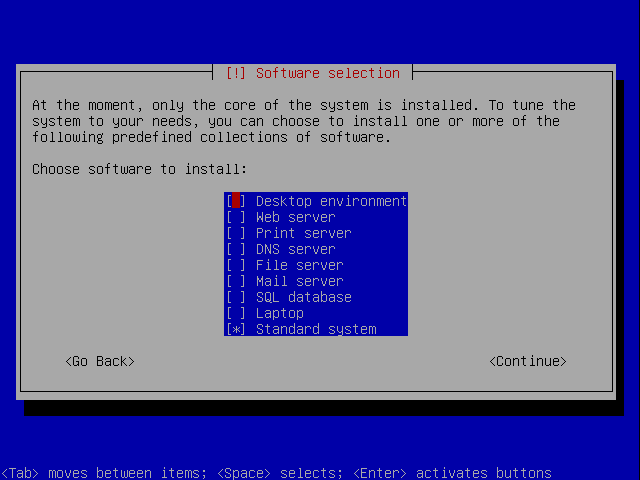 [!] Software selection
At the moment, only the core of the system is installed. To tune the
system to your needs, you can choose to install one or more of the
following predefined collections of software.
Choose software to install:
[ ] Desktop environment
[ ] Web server
[ ] Print server
[ ] DNS server
[ ] File server
[ ] Mail server
[ ] SQL database
[ ] Laptop
[*] Standard system
<Go Back> <Continue>
<Tab> moves between items; <Space> selects; <Enter> activates buttons